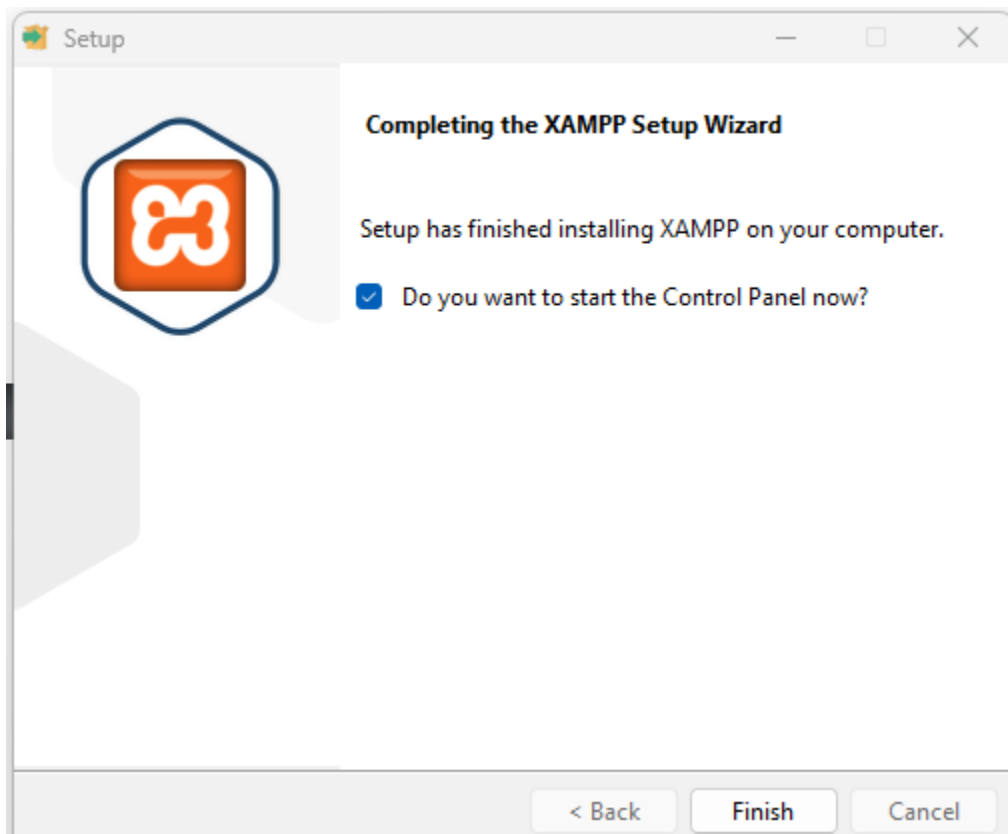 Setup
Completing the XAMPP Setup Wizard
Setup has finished installing XAMPP on your computer.
Do you want to start the Control Panel now?
< Back
Finish
Cancel